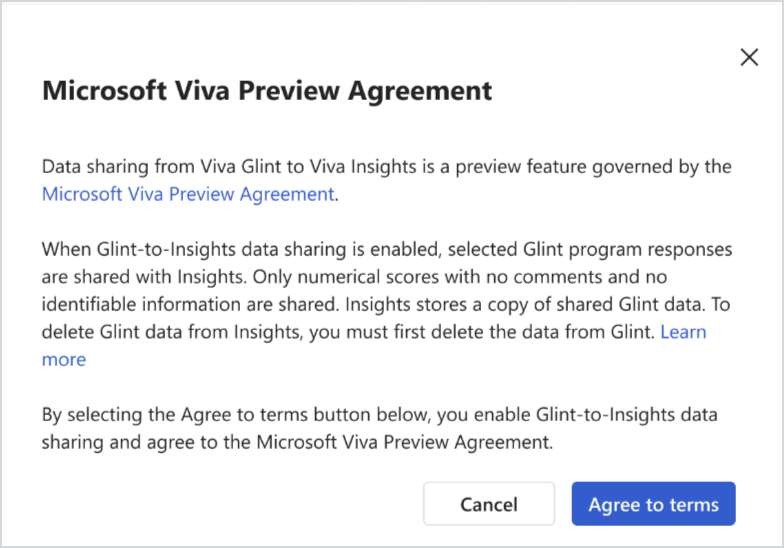 Microsoft Viva Preview Agreement
Data sharing from Viva Glint to Viva Insights is a preview feature governed by the
Microsoft Viva Preview Agreement.
When Glint-to-Insights data sharing is enabled, selected Glint program responses
are shared with Insights. Only numerical scores with no comments and no
identifiable information are shared. Insights stores a copy of shared Glint data. To
delete Glint data from Insights, you must first delete the data from Glint. Learn
more
By selecting the Agree to terms button below, you enable Glint-to-Insights data
sharing and agree to the Microsoft Viva Preview Agreement.
Cancel
Agree to terms